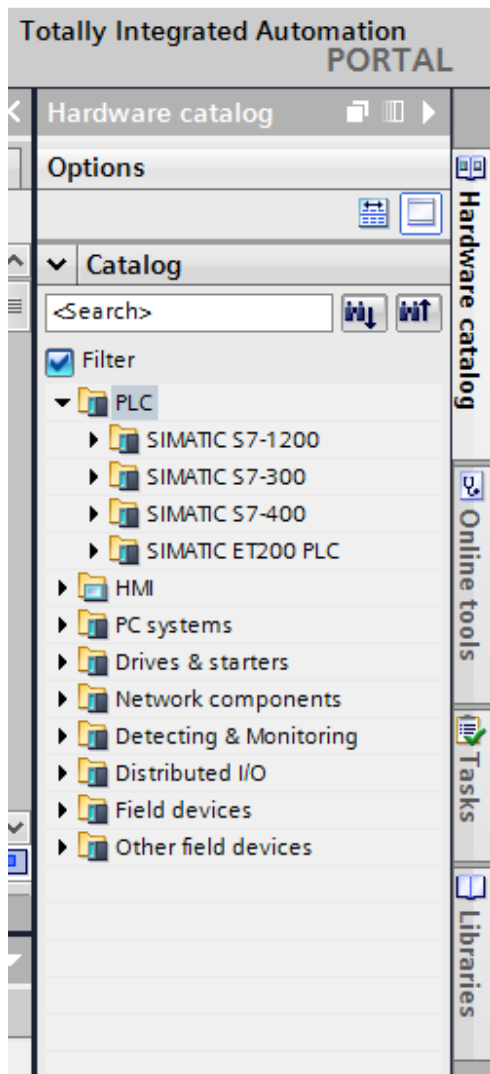 Totally Integrated Automation
PORTAL
Hardware catalog
Options
Catalog
<Search>
Filter
PLC
SIMATIC S7-1200
SIMATIC S7-300
SIMATIC S7-400
SIMATIC ET200 PLC
HMI
PC systems
Drives & starters
Network components
Detecting & Monitoring
Distributed I/O
Field devices
Other field devices
Hardware catalog
Online tools
Tasks
Libraries